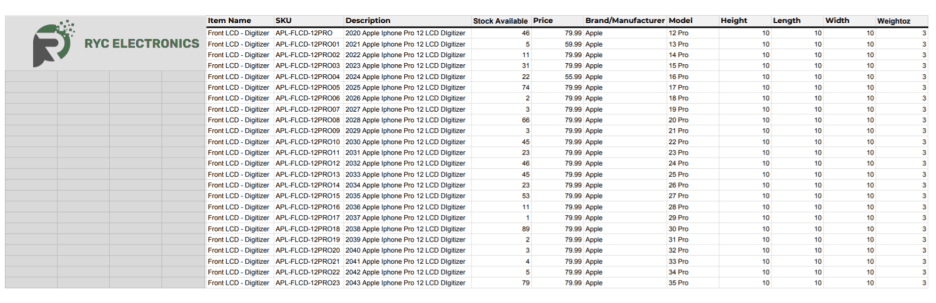 RYC ELECTRONICS
Item Name SKU Description Stock Available Price Brand/Manufacturer Model Height Length Width Weightoz
Front LCD - Digitizer APL-FLCD-12PRO 2020 Apple Iphone Pro 12 LCD DIgitizer 46 79.99 Apple 12 Pro 10 10 10 3
Front LCD - Digitizer APL-FLCD-12PRO01 2021 Apple Iphone Pro 12 LCD DIgitizer 5 59.99 Apple 13 Pro 10 10 10 3
Front LCD - Digitizer APL-FLCD-12PRO02 2022 Apple Iphone Pro 12 LCD DIgitizer 11 79.99 Apple 14 Pro 10 10 10 3
Front LCD - Digitizer APL-FLCD-12PRO03 2023 Apple Iphone Pro 12 LCD DIgitizer 31 79.99 Apple 15 Pro 10 10 10 3
Front LCD - Digitizer APL-FLCD-12PRO04 2024 Apple Iphone Pro 12 LCD DIgitizer 22 55.99 Apple 16 Pro 10 10 10 3
Front LCD - Digitizer APL-FLCD-12PRO05 2025 Apple Iphone Pro 12 LCD DIgitizer 74 79.99 Apple 17 Pro 10 10 10 3
Front LCD - Digitizer APL-FLCD-12PRO06 2026 Apple Iphone Pro 12 LCD DIgitizer 2 79.99 Apple 18 Pro 10 10 10 3
Front LCD - Digitizer APL-FLCD-12PRO07 2027 Apple Iphone Pro 12 LCD DIgitizer 3 79.99 Apple 19 Pro 10 10 10 3
Front LCD - Digitizer APL-FLCD-12PRO08 2028 Apple Iphone Pro 12 LCD DIgitizer 66 79.99 Apple 20 Pro 10 10 10 3
Front LCD - Digitizer APL-FLCD-12PRO09 2029 Apple Iphone Pro 12 LCD DIgitizer 3 79.99 Apple 21 Pro 10 10 10 3
Front LCD - Digitizer APL-FLCD-12PRO10 2030 Apple Iphone Pro 12 LCD DIgitizer 45 79.99 Apple 22 Pro 10 10 10 3
Front LCD - Digitizer APL-FLCD-12PRO11 2031 Apple Iphone Pro 12 LCD DIgitizer 23 79.99 Apple 23 Pro 10 10 10 3
Front LCD - Digitizer APL-FLCD-12PRO12 2032 Apple Iphone Pro 12 LCD DIgitizer 46 79.99 Apple 24 Pro 10 10 10 3
Front LCD - Digitizer APL-FLCD-12PRO13 2033 Apple Iphone Pro 12 LCD DIgitizer 45 79.99 Apple 25 Pro 10 10 10 3
Front LCD - Digitizer APL-FLCD-12PRO14 2034 Apple Iphone Pro 12 LCD DIgitizer 23 79.99 Apple 26 Pro 10 10 10 3
Front LCD - Digitizer APL-FLCD-12PRO15 2035 Apple Iphone Pro 12 LCD DIgitizer 53 79.99 Apple 27 Pro 10 10 10 3
Front LCD - Digitizer APL-FLCD-12PRO16 2036 Apple Iphone Pro 12 LCD DIgitizer 11 79.99 Apple 28 Pro 10 10 10 3
Front LCD - Digitizer APL-FLCD-12PRO17 2037 Apple Iphone Pro 12 LCD DIgitizer 1 79.99 Apple 29 Pro 10 10 10 3
Front LCD - Digitizer APL-FLCD-12PRO18 2038 Apple Iphone Pro 12 LCD DIgitizer 89 79.99 Apple 30 Pro 10 10 10 3
Front LCD - Digitizer APL-FLCD-12PRO19 2039 Apple Iphone Pro 12 LCD DIgitizer 2 79.99 Apple 31 Pro 10 10 10 3
Front LCD - Digitizer APL-FLCD-12PRO20 2040 Apple Iphone Pro 12 LCD DIgitizer 3 79.99 Apple 32 Pro 10 10 10 3
Front LCD - Digitizer APL-FLCD-12PRO21 2041 Apple Iphone Pro 12 LCD DIgitizer 4 79.99 Apple 33 Pro 10 10 10 3
Front LCD - Digitizer APL-FLCD-12PRO22 2042 Apple Iphone Pro 12 LCD DIgitizer 5 79.99 Apple 34 Pro 10 10 10 3
Front LCD - Digitizer APL-FLCD-12PRO23 2043 Apple Iphone Pro 12 LCD DIgitizer 79 79.99 Apple 35 Pro 10 10 10 3